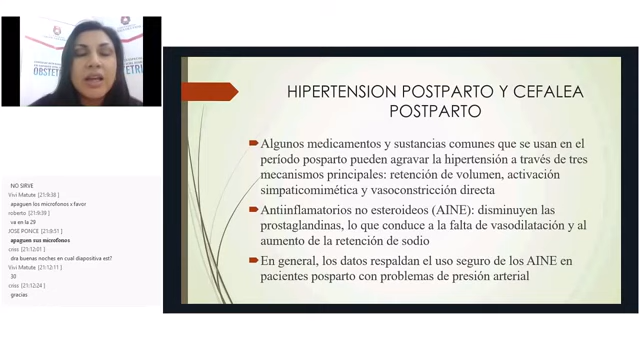 OBSTETRI
ETRI
NO SIRVE
Vivi Matute [21:9:38]
apaguen los microfonos x favor
roberto [21:9:39]
va en la 29
JOSE PONCE [21:9:51]
apaguen sus microfonos
criss [21:12:01]
dra buenas noches en cual diapositiva est?
Vivi Matute [21:12:11]
30
criss [21:12:24]
gracias
HIPERTENSION POSTPARTO Y CEFALEA
POSTPARTO
Algunos medicamentos y sustancias comunes que se usan en el
período posparto pueden agravar la hipertensión a través de tres
mecanismos principales: retención de volumen, activación
simpaticomimética y vasoconstricción directa
Antiinflamatorios no esteroideos (AINE): disminuyen las
prostaglandinas, lo que conduce a la falta de vasodilatación y al
aumento de la retención de sodio
En general, los datos respaldan el uso seguro de los AINE en
pacientes posparto con problemas de presión arterial